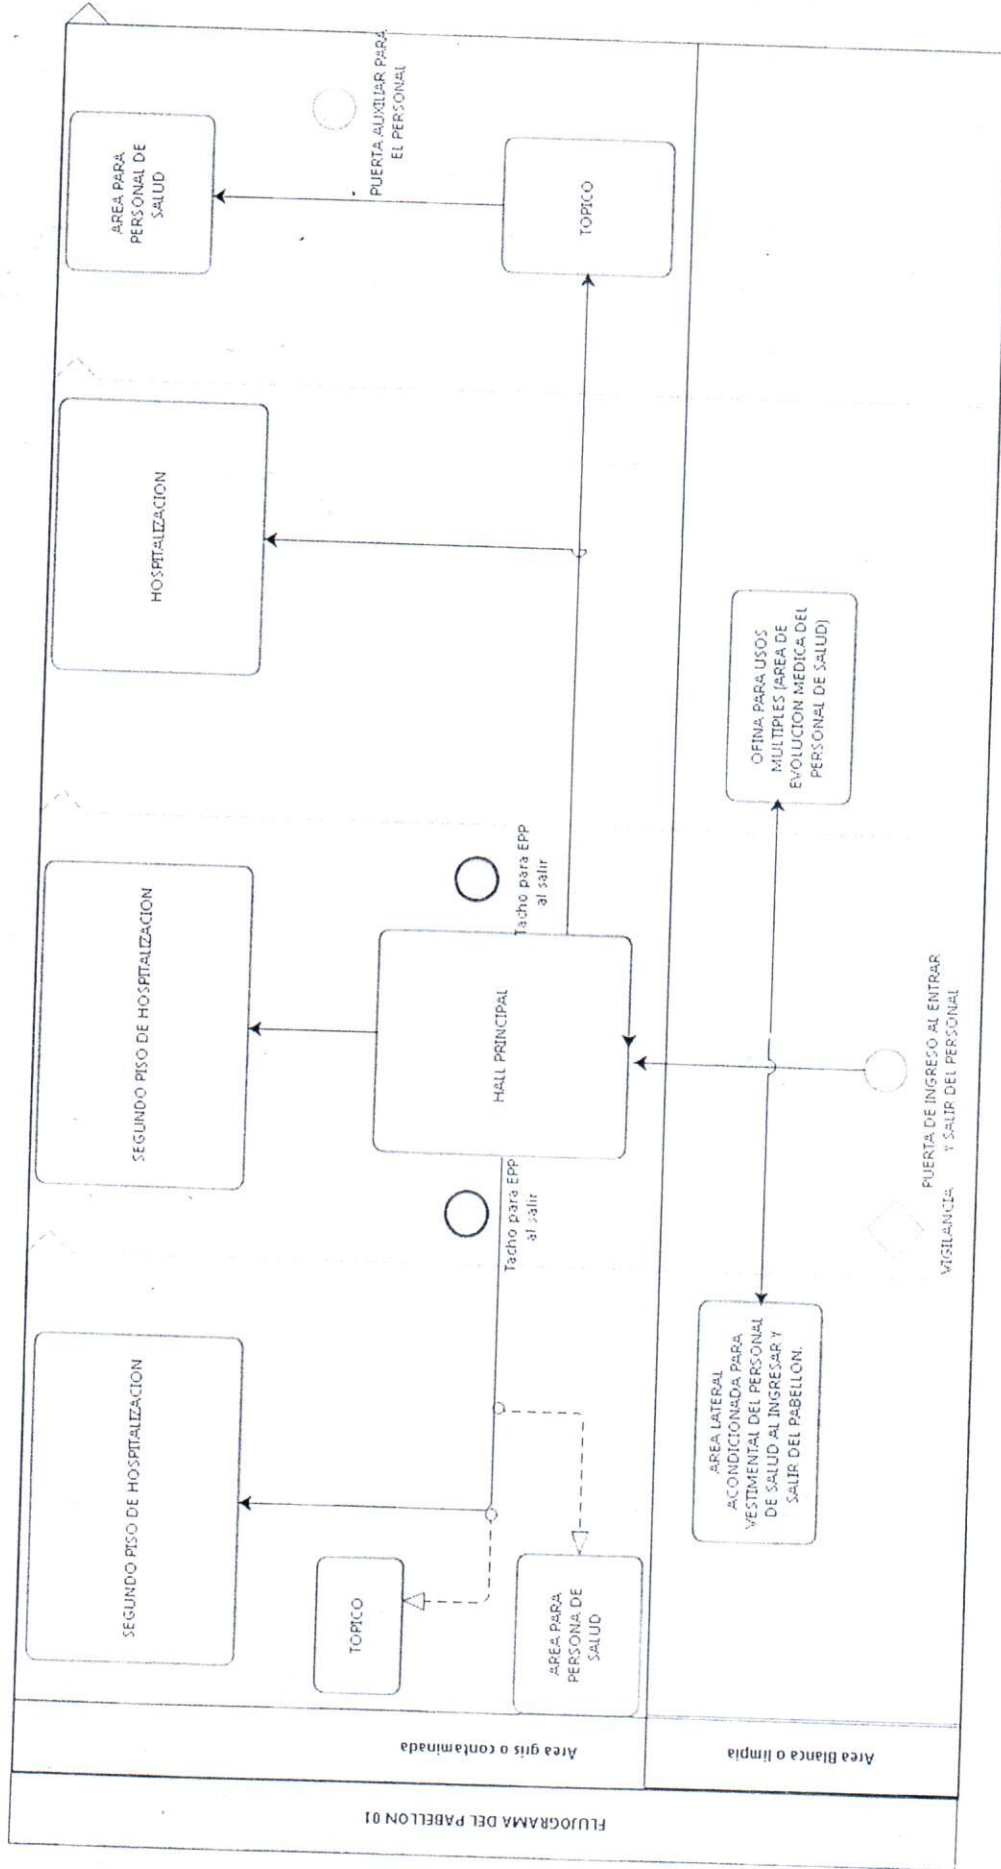 FLUJOGRAMA DEL PABELLON 01
Area gris o contaminada
SEGUNDO PISO DE HOSPITALIZACION
SEGUNDO PISO DE HOSPITALIZACION
HOSPITALIZACION
AREA PARA
PERSONAL DE
SALUD
PUERTA AUXILIAR PARA
EL PERSONAL
TOPICO
AREA PARA
PERSONA DE
SALUD
Tacho para EPP
al salir
HALL PRINCIPAL
Tacho para EPP
al salir
TOPICO
Area Blanca o limpia
AREA LATERAL
ACONDICIONADA PARA
VESTIMENTAL DEL PERSONAL
DE SALUD AL INGRESAR Y
SALIR DEL PABELLON.
OFINA PARA USOS
MULTIPLES (AREA DE
EVOLUCION MEDICA DEL
PERSONAL DE SALUD)
VIGILANCIA
PUERTA DE INGRESO AL ENTRAR
Y SALIR DEL PERSONAL